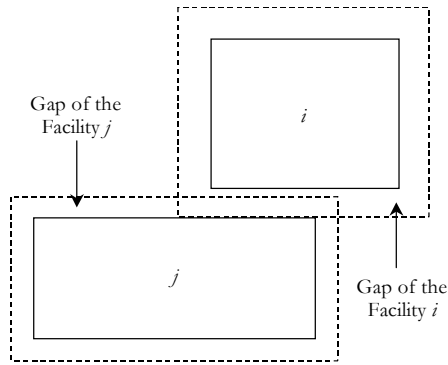 Gap of the
Facility j
i
j
Gap of the
Facility i